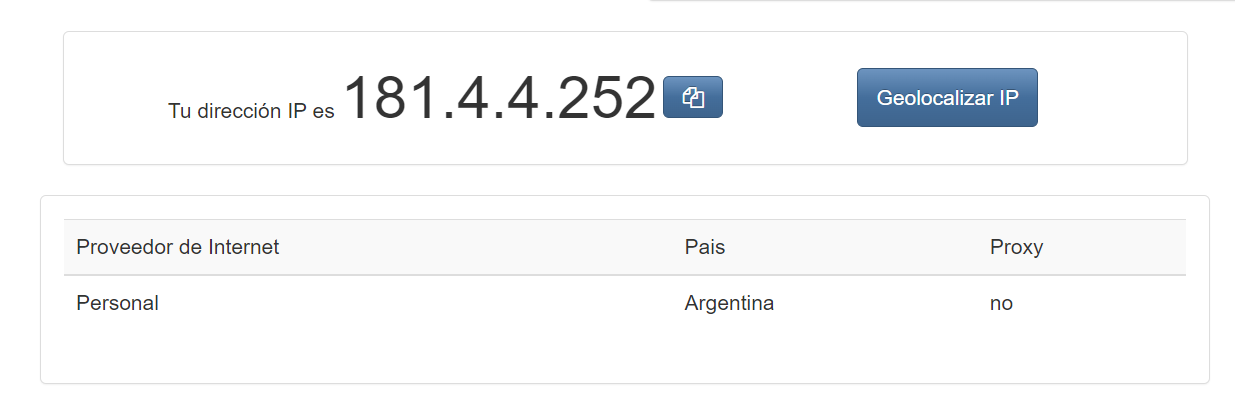 Tu dirección IP es 181.4.4.252
Geolocalizar IP
Proveedor de Internet Pais Proxy
Personal Argentina no